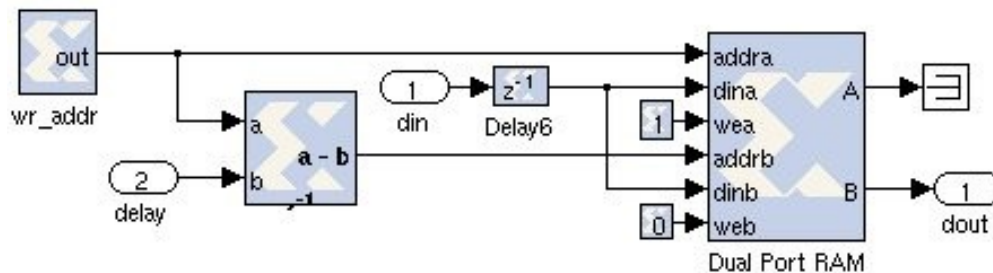 out
wr_addr
a
b
a - b
2
delay
1
din
z-1
Delay6
1
0
addra
dina
wea
addrb
dinb
web
A
B
Dual Port RAM
1
dout